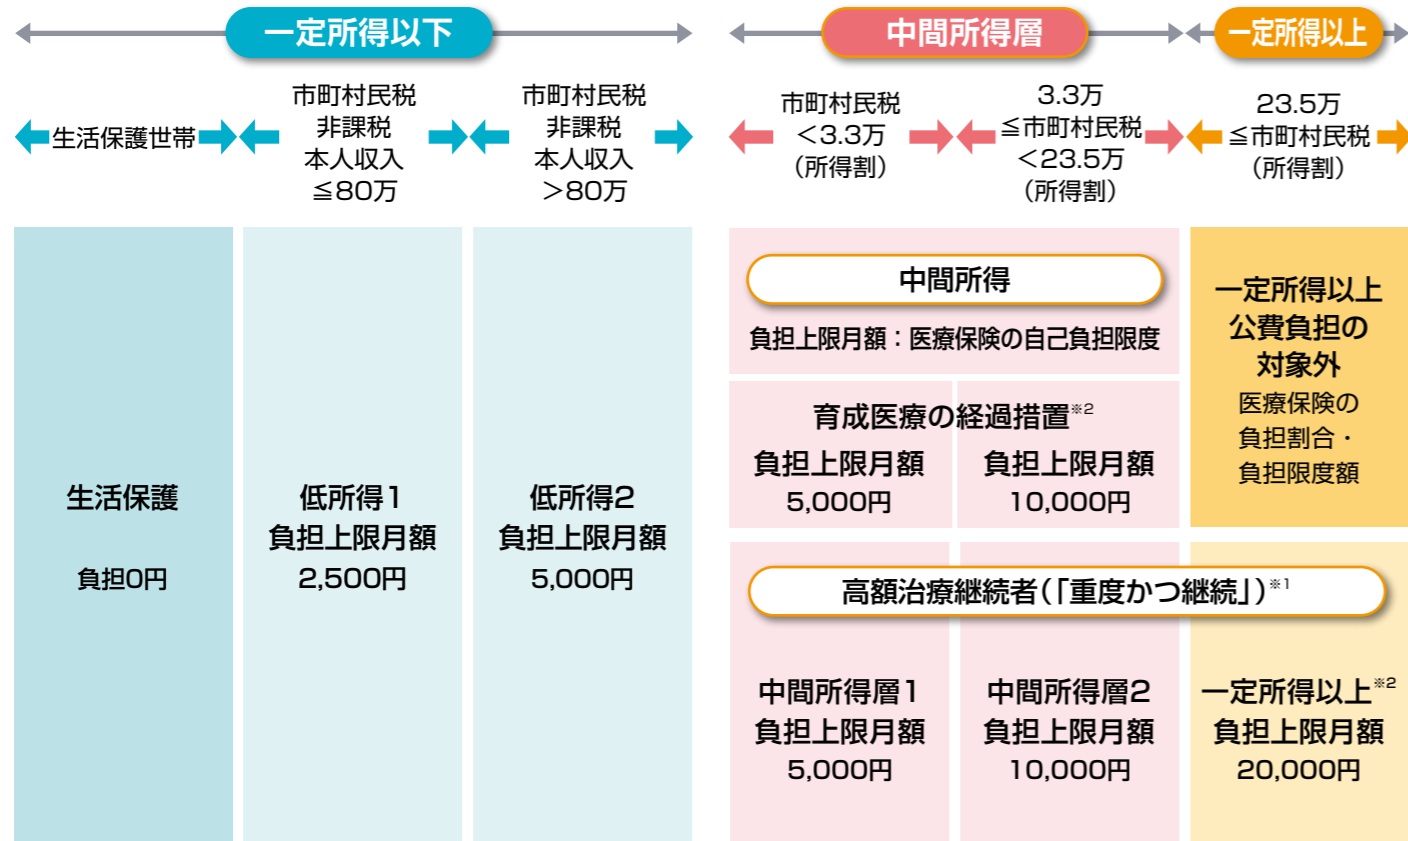 一定所得以下
中間所得層
一定所得以上
生活保護世帯
市町村民税
非課税
本人収入
≦80万
市町村民税
非課税
本人収入
＞80万
市町村民税
＜3.3万
（所得割）
3.3万
≦市町村民税
＜23.5万
（所得割）
23.5万
≦市町村民税
（所得割）
生活保護
負担0円
低所得1
負担上限月額
2,500円
低所得2
負担上限月額
5,000円
中間所得
負担上限月額：医療保険の自己負担限度
育成医療の経過措置※2
負担上限月額
5,000円
負担上限月額
10,000円
一定所得以上
公費負担の
対象外
医療保険の
負担割合・
負担限度額
高額治療継続者（「重度かつ継続」）※1
中間所得層1
負担上限月額
5,000円
中間所得層2
負担上限月額
10,000円
一定所得以上※2
負担上限月額
20,000円